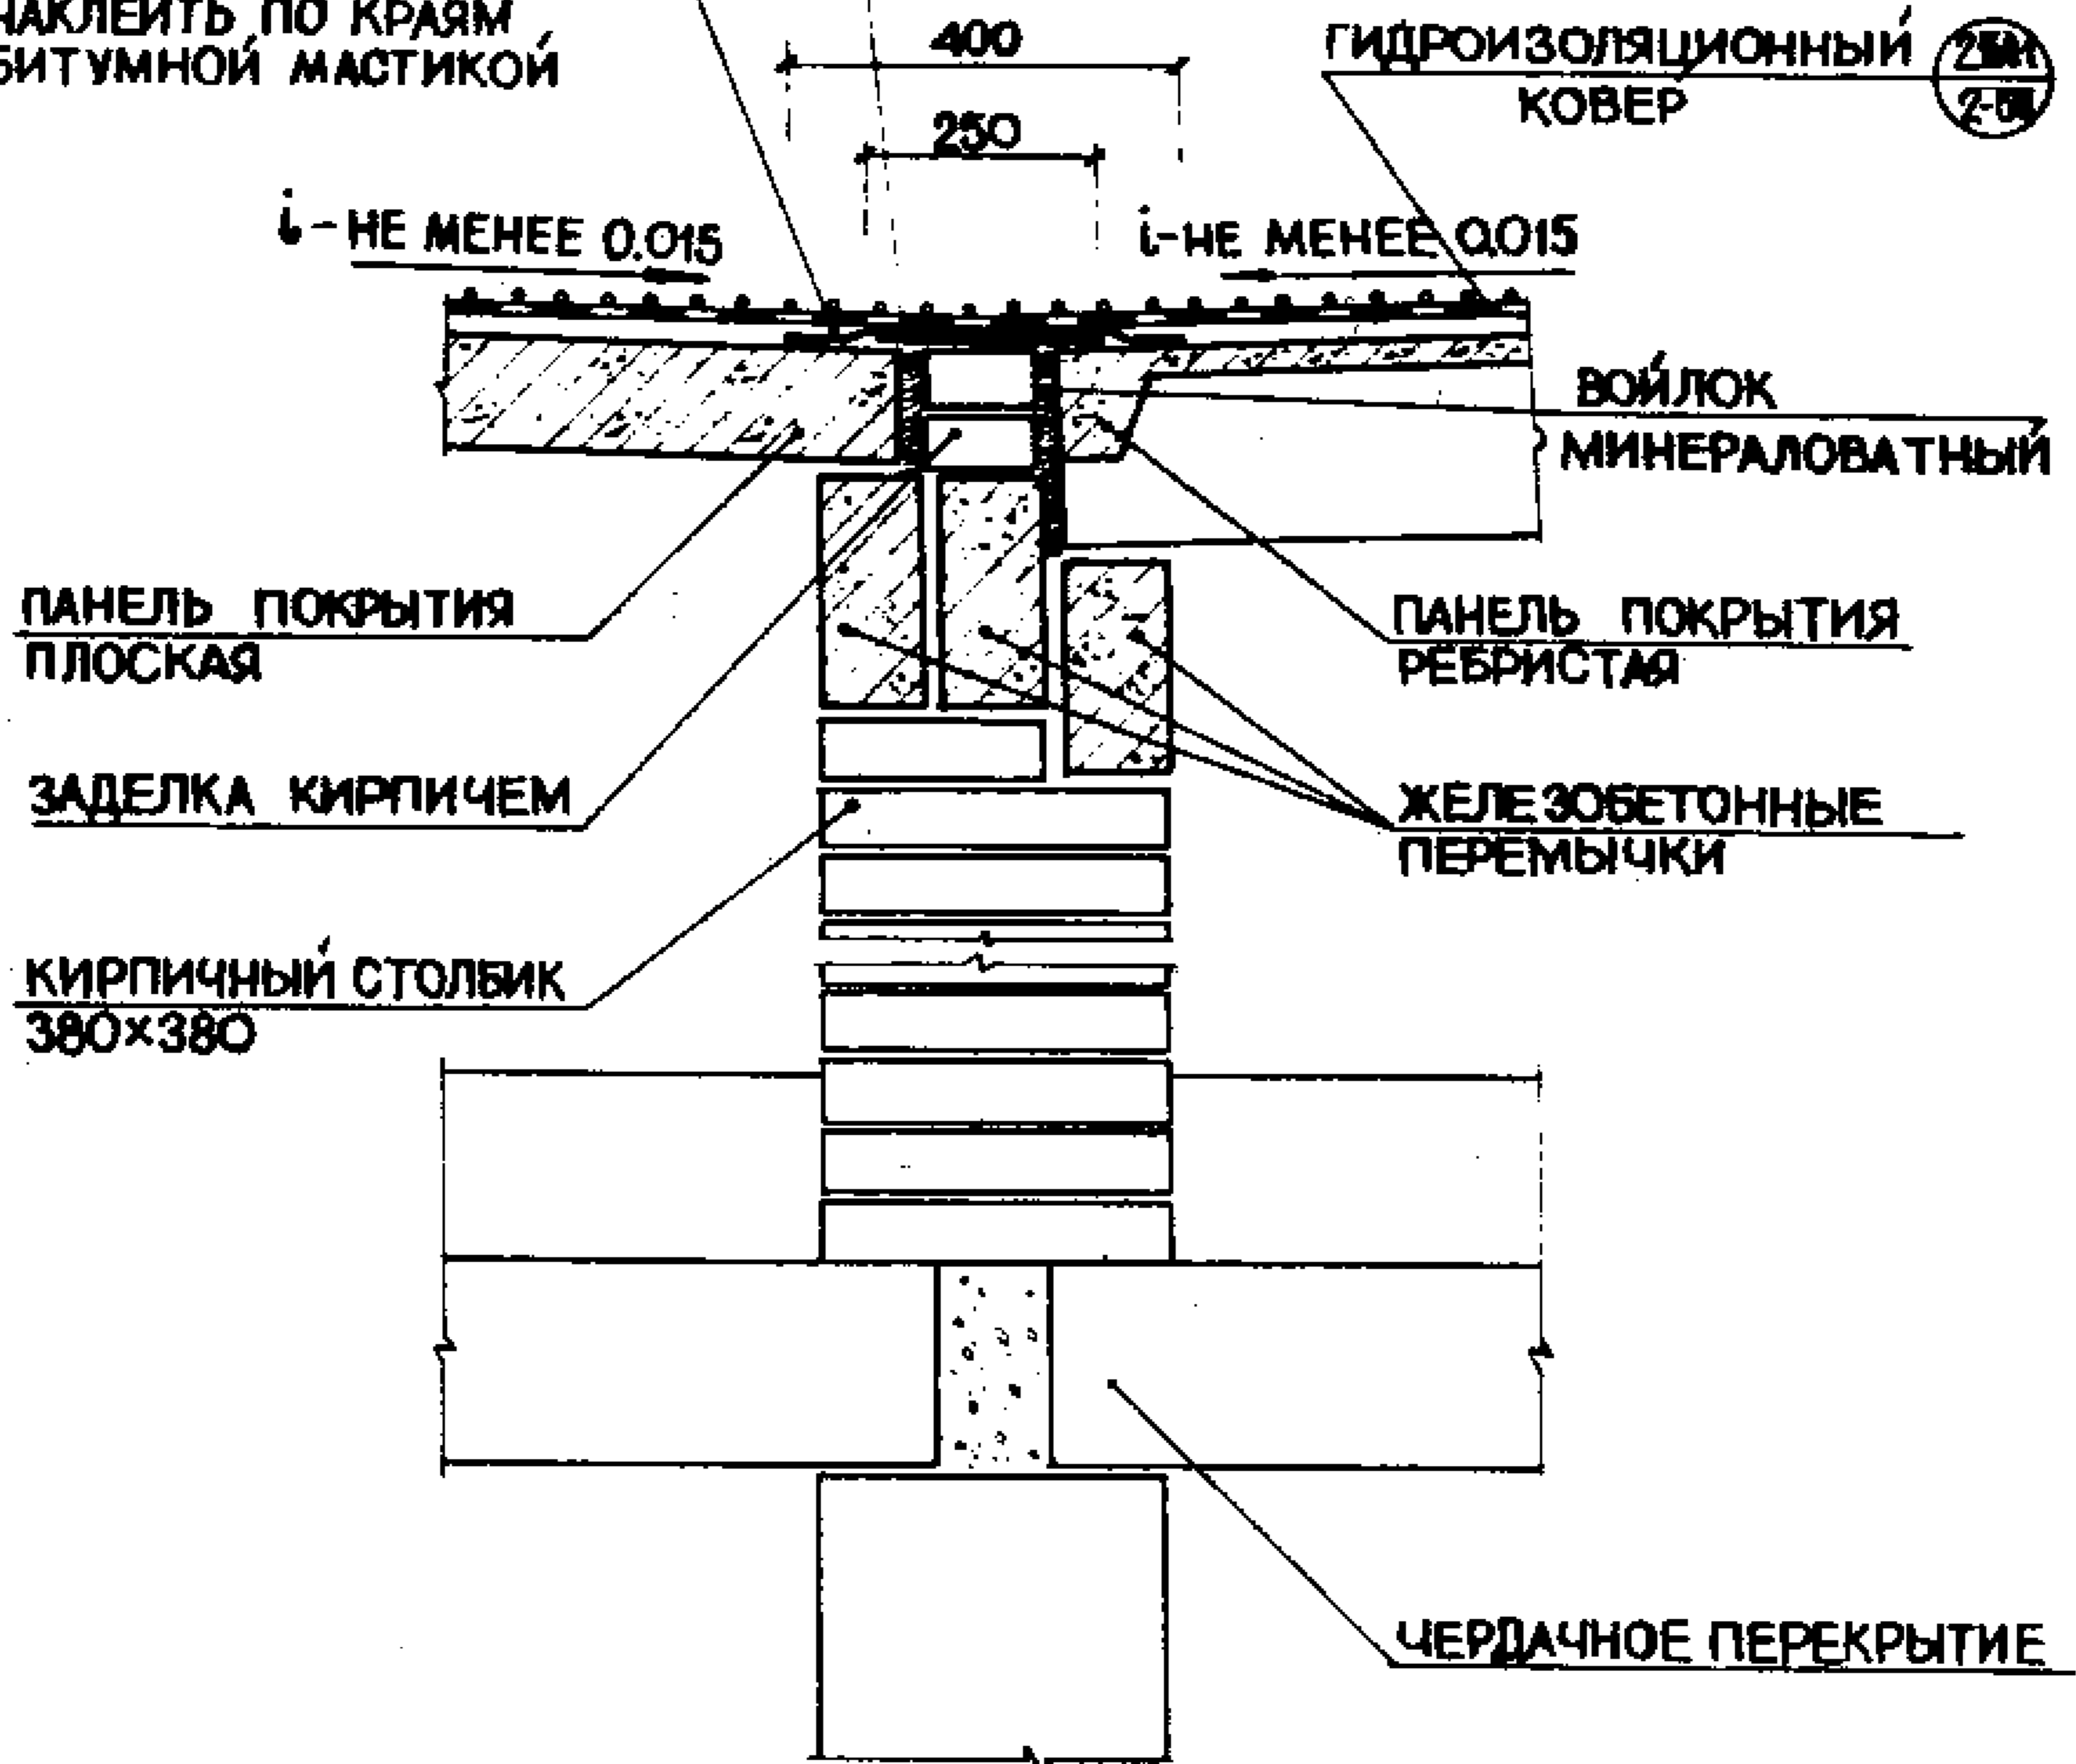 НАКЛЕИТЬ ПО КРАЯМ
БИТУМНОЙ МАСТИКОЙ
400
250
ГИДРОИЗОЛЯЦИОННЫЙ
КОВЕР
i - НЕ МЕНЕЕ 0.015
i - НЕ МЕНЕЕ 0.015
ВОЙЛОК
МИНЕРАЛОВАТНЫЙ
ПАНЕЛЬ ПОКРЫТИЯ
ПЛОСКАЯ
ПАНЕЛЬ ПОКРЫТИЯ
РЕБРИСТАЯ
ЗАДЕЛКА КИРПИЧЕМ
ЖЕЛЕЗОБЕТОННЫЕ
ПЕРЕМЫЧКИ
КИРПИЧНЫЙ СТОЛБИК
380×380
ЧЕРДАЧНОЕ ПЕРЕКРЫТИЕ